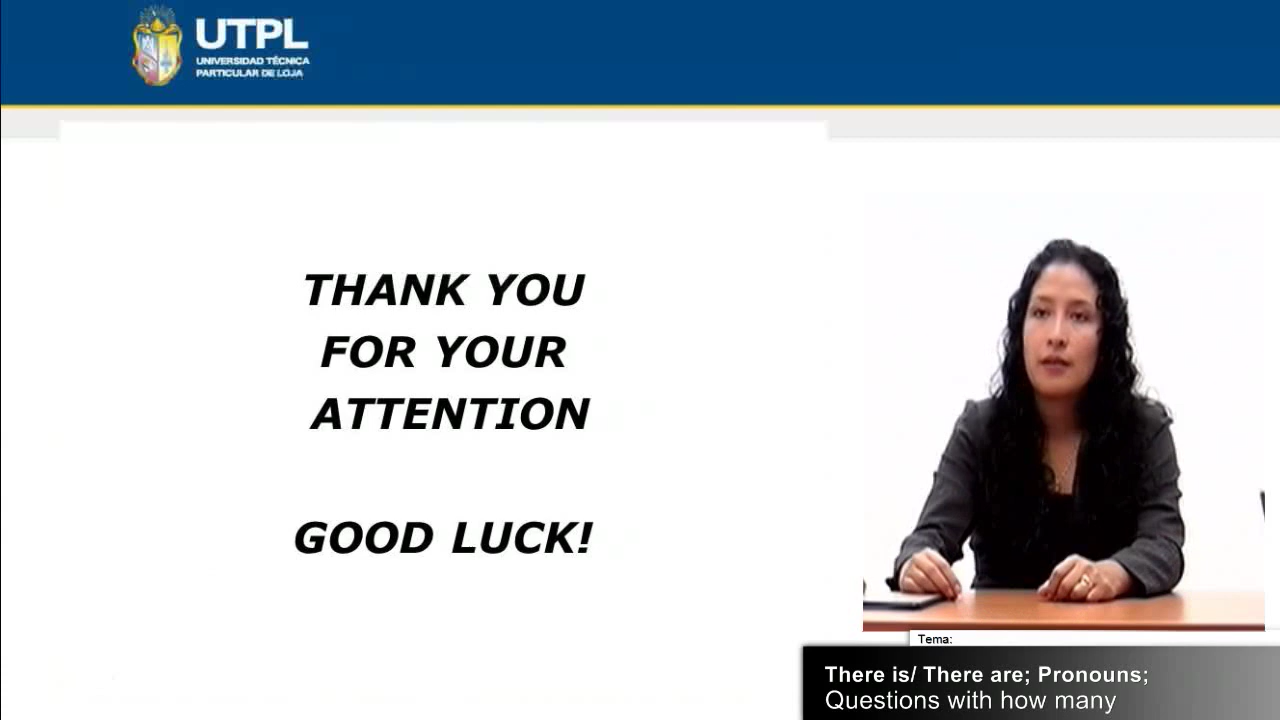 UTPL
UNIVERSIDAD TÉCNICA
PARTICULAR DE LOJA
THANK YOU
FOR YOUR
ATTENTION
GOOD LUCK!
Tema:
There is/ There are; Pronouns;
Questions with how many